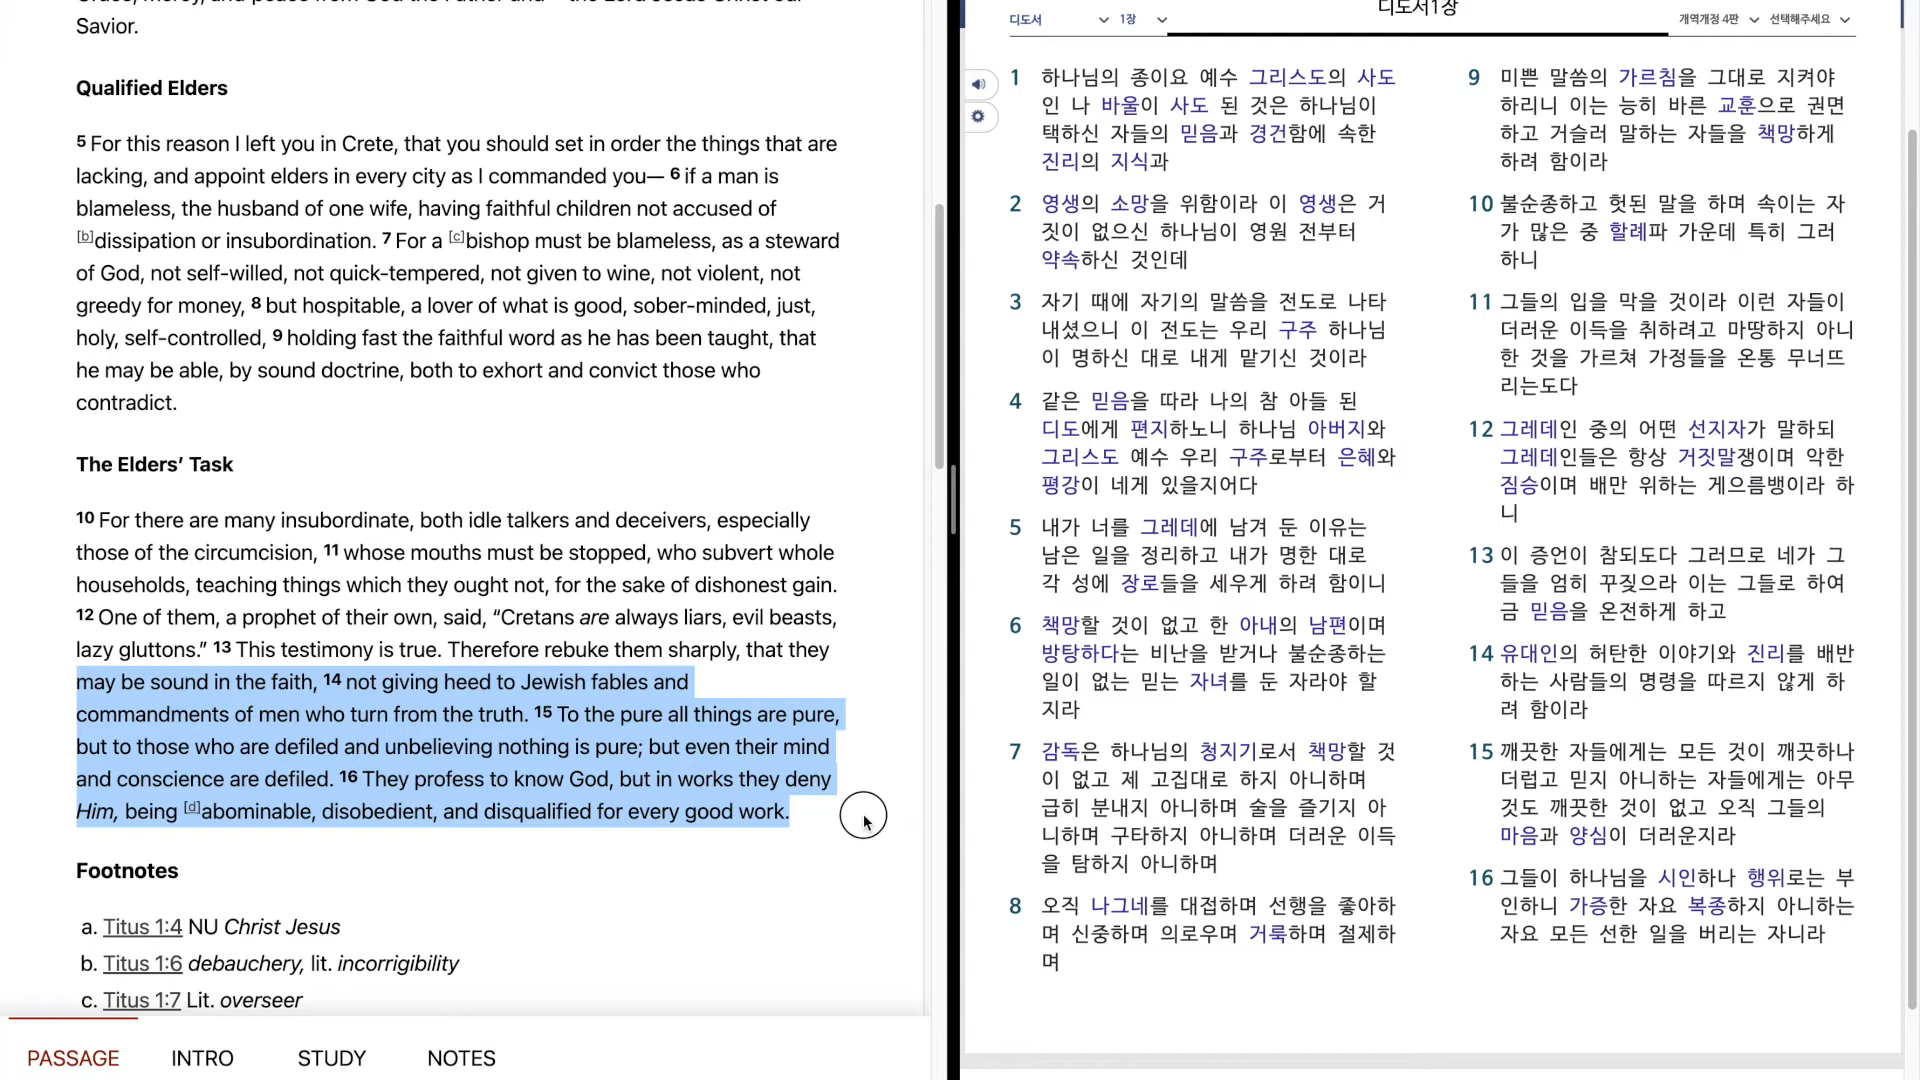 Savior.
Qualified Elders
5 For this reason I left you in Crete, that you should set in order the things that are
lacking, and appoint elders in every city as I commanded you— 6 if a man is
blameless, the husband of one wife, having faithful children not accused of
[b]dissipation or insubordination. 7 For a [c]bishop must be blameless, as a steward
of God, not self-willed, not quick-tempered, not given to wine, not violent, not
greedy for money, 8 but hospitable, a lover of what is good, sober-minded, just,
holy, self-controlled, 9 holding fast the faithful word as he has been taught, that
he may be able, by sound doctrine, both to exhort and convict those who
contradict.
The Elders’ Task
10 For there are many insubordinate, both idle talkers and deceivers, especially
those of the circumcision, 11 whose mouths must be stopped, who subvert whole
households, teaching things which they ought not, for the sake of dishonest gain.
12 One of them, a prophet of their own, said, “Cretans are always liars, evil beasts,
lazy gluttons.” 13 This testimony is true. Therefore rebuke them sharply, that they
may be sound in the faith, 14 not giving heed to Jewish fables and
commandments of men who turn from the truth. 15 To the pure all things are pure,
but to those who are defiled and unbelieving nothing is pure; but even their mind
and conscience are defiled. 16 They profess to know God, but in works they deny
Him, being [d]abominable, disobedient, and disqualified for every good work.
Footnotes
a. Titus 1:4 NU Christ Jesus
b. Titus 1:6 debauchery, lit. incorrigibility
c. Titus 1:7 Lit. overseer
PASSAGE INTRO STUDY NOTES
디도서 1장
디도서1장
개역개정 4판 선택해주세요
1 하나님의 종이요 예수 그리스도의 사도
인 나 바울이 사도 된 것은 하나님이
택하신 자들의 믿음과 경건함에 속한
진리의 지식과
2 영생의 소망을 위함이라 이 영생은 거
짓이 없으신 하나님이 영원 전부터
약속하신 것인데
3 자기 때에 자기의 말씀을 전도로 나타
내셨으니 이 전도는 우리 구주 하나님
이 명하신 대로 내게 맡기신 것이라
4 같은 믿음을 따라 나의 참 아들 된
디도에게 편지하노니 하나님 아버지와
그리스도 예수 우리 구주로부터 은혜와
평강이 네게 있을지어다
5 내가 너를 그레데에 남겨 둔 이유는
남은 일을 정리하고 내가 명한 대로
각 성에 장로들을 세우게 하려 함이니
6 책망할 것이 없고 한 아내의 남편이며
방탕하다는 비난을 받거나 불순종하는
일이 없는 믿는 자녀를 둔 자라야 할
지라
7 감독은 하나님의 청지기로서 책망할 것
이 없고 제 고집대로 하지 아니하며
급히 분내지 아니하며 술을 즐기지 아
니하며 구타하지 아니하며 더러운 이득
을 탐하지 아니하며
8 오직 나그네를 대접하며 선행을 좋아하
며 신중하며 의로우며 거룩하며 절제하
며
9 미쁜 말씀의 가르침을 그대로 지켜야
하리니 이는 능히 바른 교훈으로 권면
하고 거슬러 말하는 자들을 책망하게
하려 함이라
10 불순종하고 헛된 말을 하며 속이는 자
가 많은 중 할례파 가운데 특히 그러
하니
11 그들의 입을 막을 것이라 이런 자들이
더러운 이득을 취하려고 마땅하지 아니
한 것을 가르쳐 가정들을 온통 무너뜨
리는도다
12 그레데인 중의 어떤 선지자가 말하되
그레데인들은 항상 거짓말쟁이며 악한
짐승이며 배만 위하는 게으름뱅이라 하
니
13 이 증언이 참되도다 그러므로 네가 그
들을 엄히 꾸짖으라 이는 그들로 하여
금 믿음을 온전하게 하고
14 유대인의 허탄한 이야기와 진리를 배반
하는 사람들의 명령을 따르지 않게 하
려 함이라
15 깨끗한 자들에게는 모든 것이 깨끗하나
더럽고 믿지 아니하는 자들에게는 아무
것도 깨끗한 것이 없고 오직 그들의
마음과 양심이 더러운지라
16 그들이 하나님을 시인하나 행위로는 부
인하니 가증한 자요 복종하지 아니하는
자요 모든 선한 일을 버리는 자니라